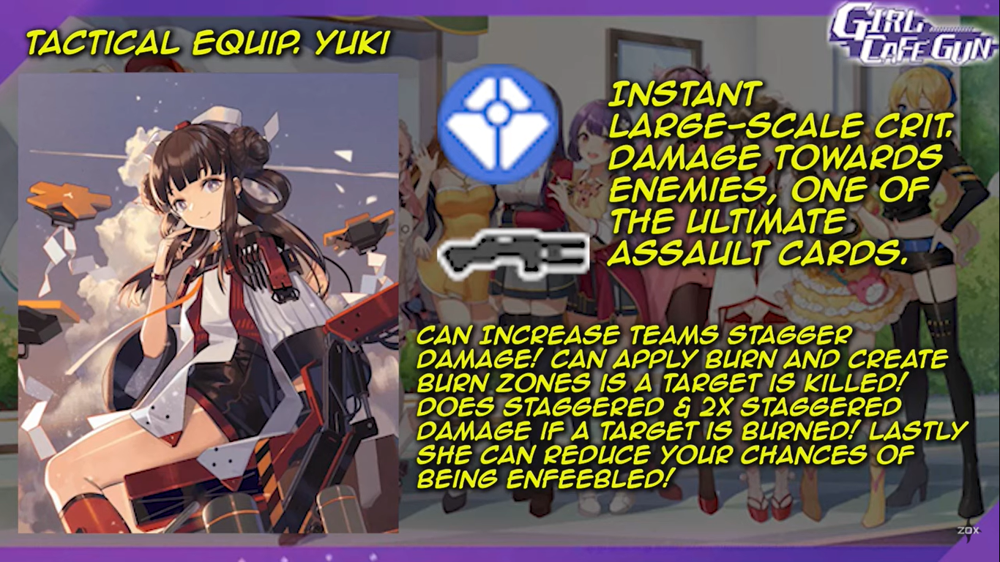 TACTICAL EQUIP. YUKI
GIRL
CAFE GUN
INSTANT
LARGE-SCALE CRIT.
DAMAGE TOWARDS
ENEMIES, ONE OF
THE ULTIMATE
ASSAULT CARDS.
CAN INCREASE TEAMS STAGGER
DAMAGE! CAN APPLY BURN AND CREATE
BURN ZONES IS A TARGET IS KILLED!
DOES STAGGERED & 2X STAGGERED
DAMAGE IF A TARGET IS BURNED! LASTLY
SHE CAN REDUCE YOUR CHANCES OF
BEING ENFEEBLED!
ZOX